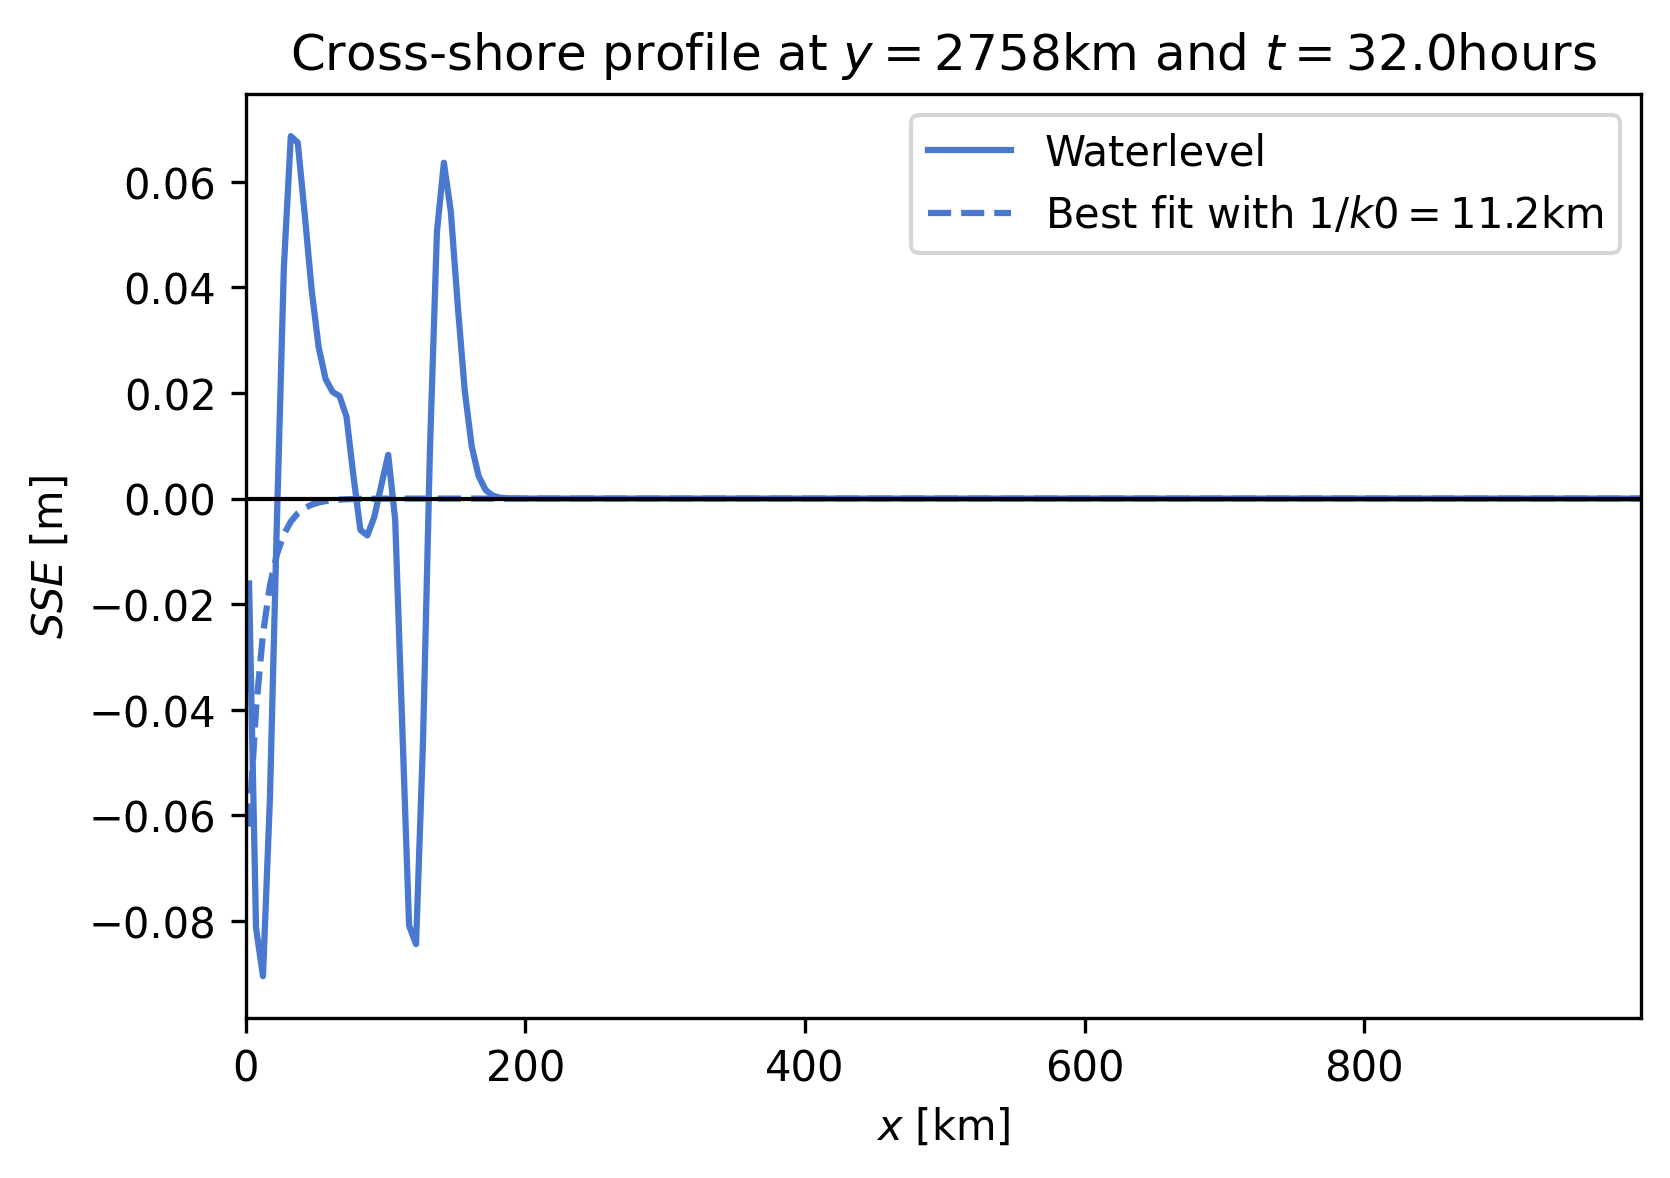 Cross-shore profile at y = 2758km and t = 32.0hours
Waterlevel
Best fit with 1/k0 = 11.2km
SSE [m]
0.06
0.04
0.02
0.00
−0.02
−0.04
−0.06
−0.08
0 200 400 600 800
x [km]